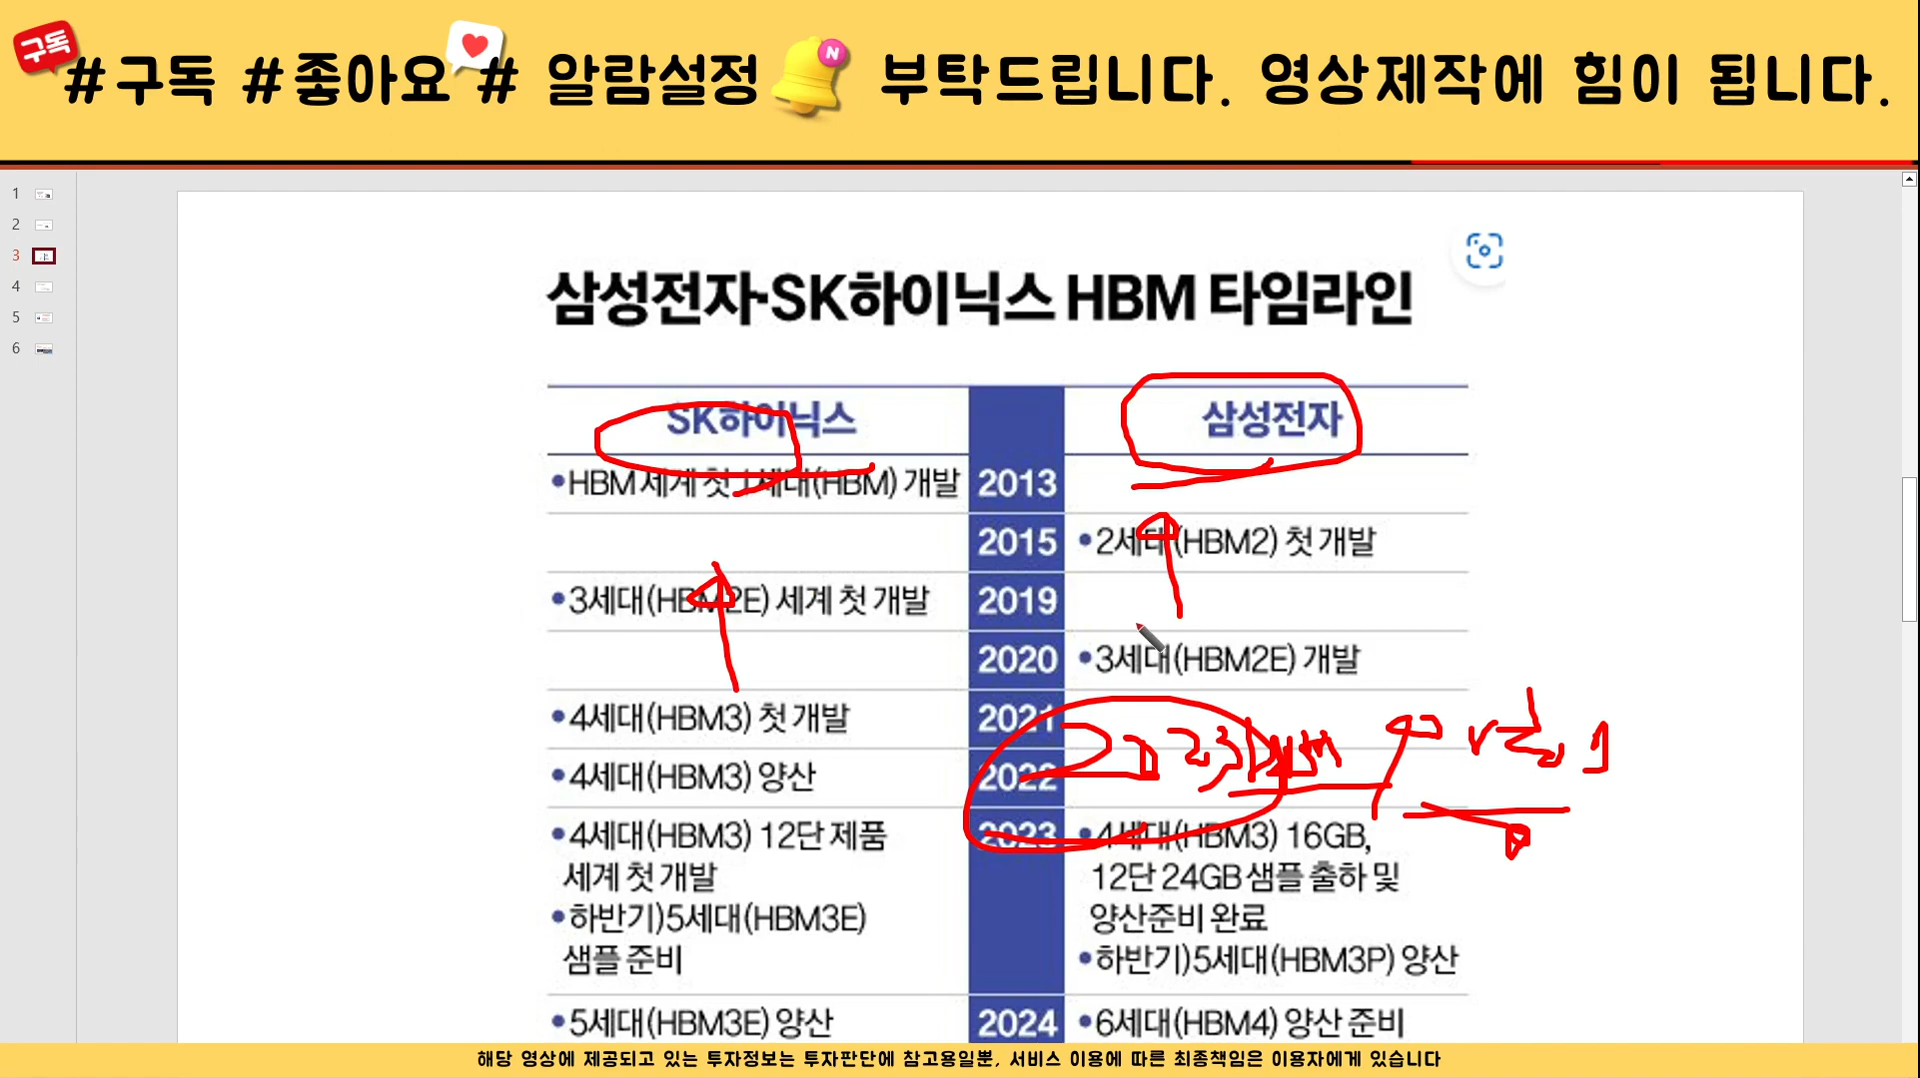 구독
#구독 #좋아요 # 알람설정 N 부탁드립니다. 영상제작에 힘이 됩니다.
1
2
3
4
5
6
삼성전자·SK하이닉스 HBM 타임라인
SK하이닉스 삼성전자
•HBM 세계 첫 1세대(HBM) 개발 2013
2015 •2세대(HBM2) 첫 개발
•3세대(HBM2E) 세계 첫 개발 2019
2020 •3세대(HBM2E) 개발
•4세대(HBM3) 첫 개발 2021
•4세대(HBM3) 양산 2022
2023
•4세대(HBM3) 12단 제품 2023 •4세대(HBM3) 16GB,
세계 첫 개발 12단 24GB 샘플 출하 및
•하반기)5세대(HBM3E) 양산준비 완료
샘플 준비 •하반기)5세대(HBM3P) 양산
•5세대(HBM3E) 양산 2024 •6세대(HBM4) 양산 준비
해당 영상에 제공되고 있는 투자정보는 투자판단에 참고용일뿐, 서비스 이용에 따른 최종책임은 이용자에게 있습니다